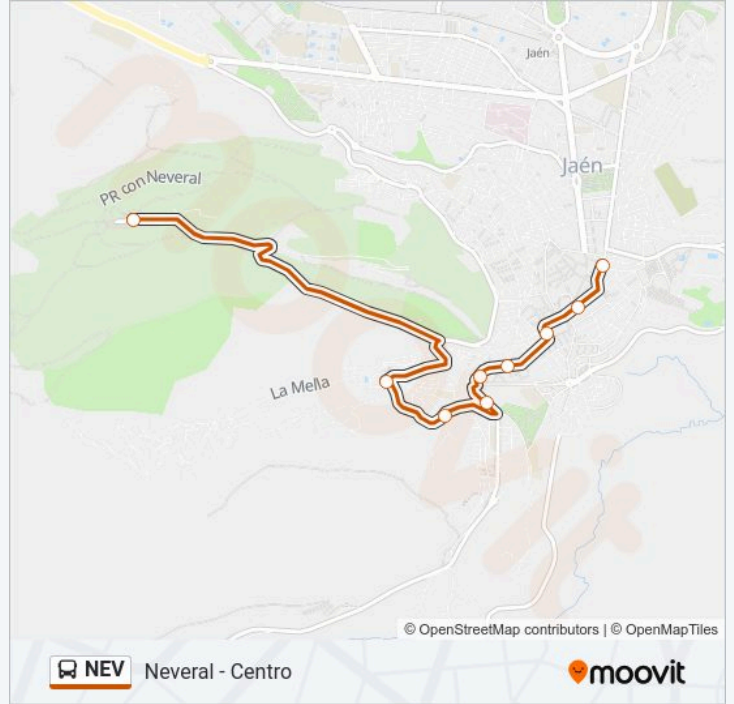 Jaén
Jaén
PR con Neveral
La Mella
© OpenStreetMap contributors | © OpenMapTiles
NEV Neveral - Centro
moovit